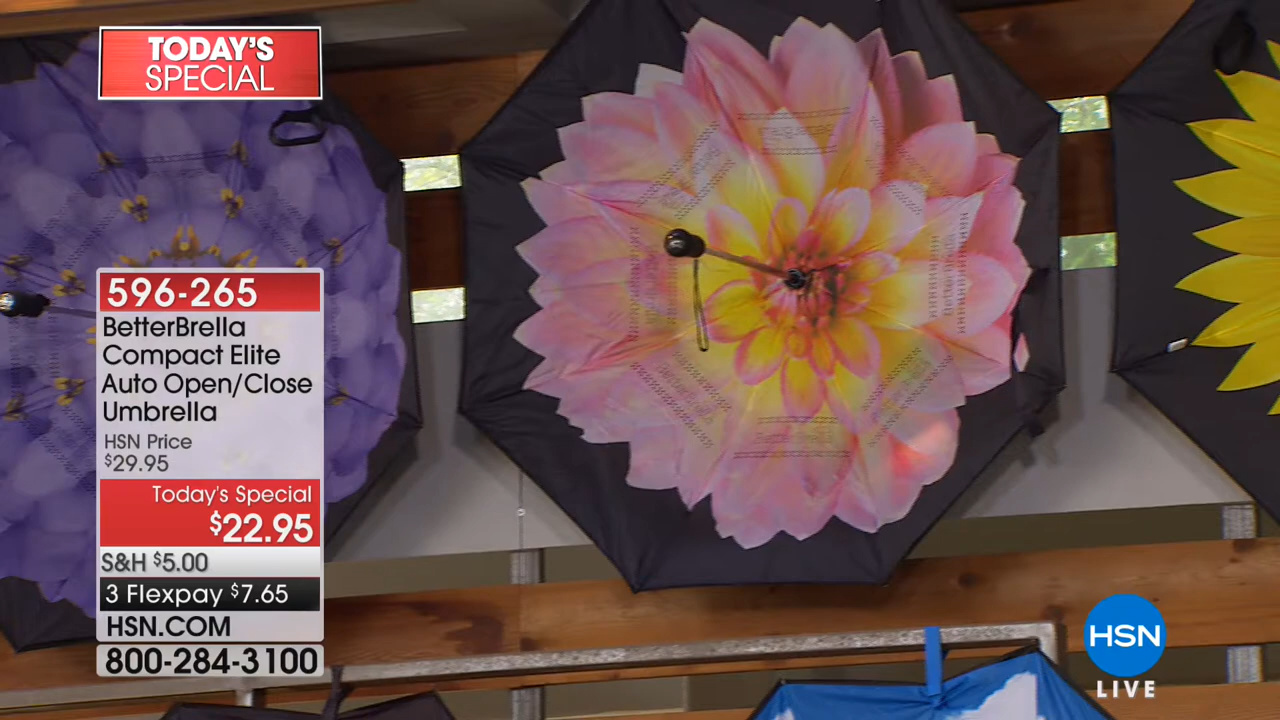 TODAY'S
SPECIAL
596-265
BetterBrella
Compact Elite
Auto Open/Close
Umbrella
HSN Price
$29.95
Today's Special
$22.95
S&H $5.00
3 Flexpay $7.65
HSN.COM
800-284-3100
HSN
LIVE